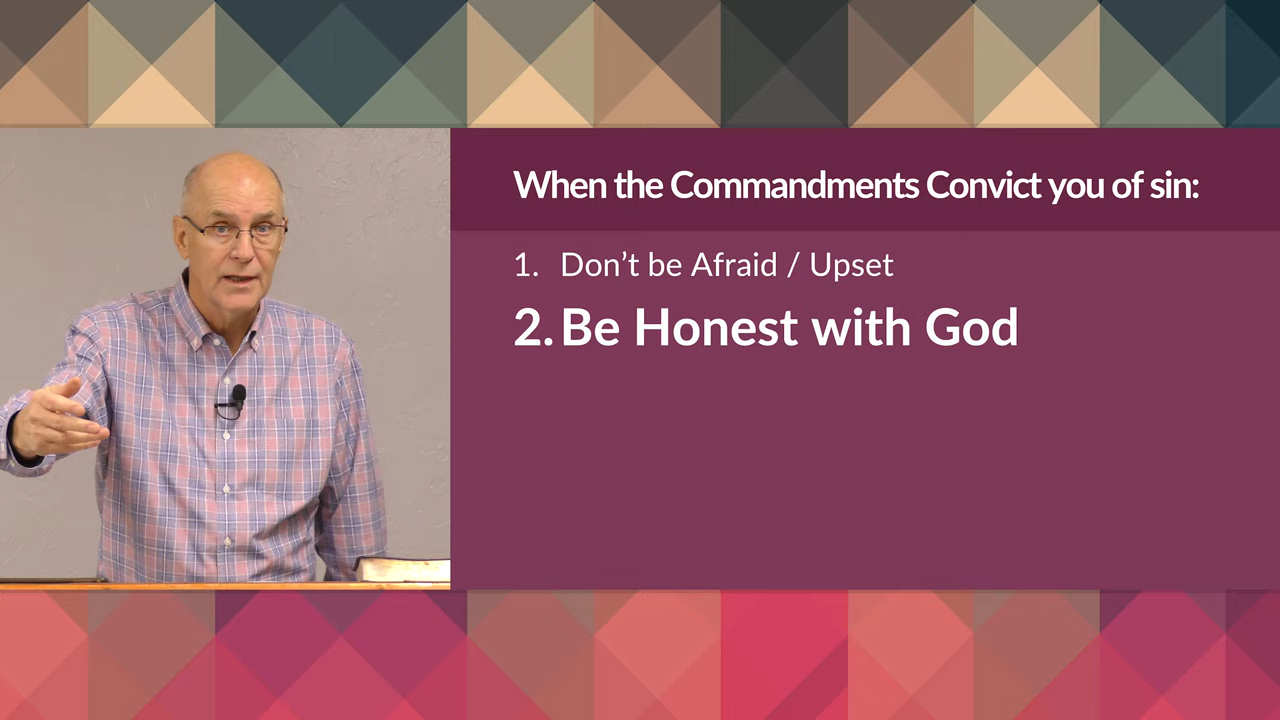 When the Commandments Convict you of sin:
1. Don’t be Afraid / Upset
2. Be Honest with God